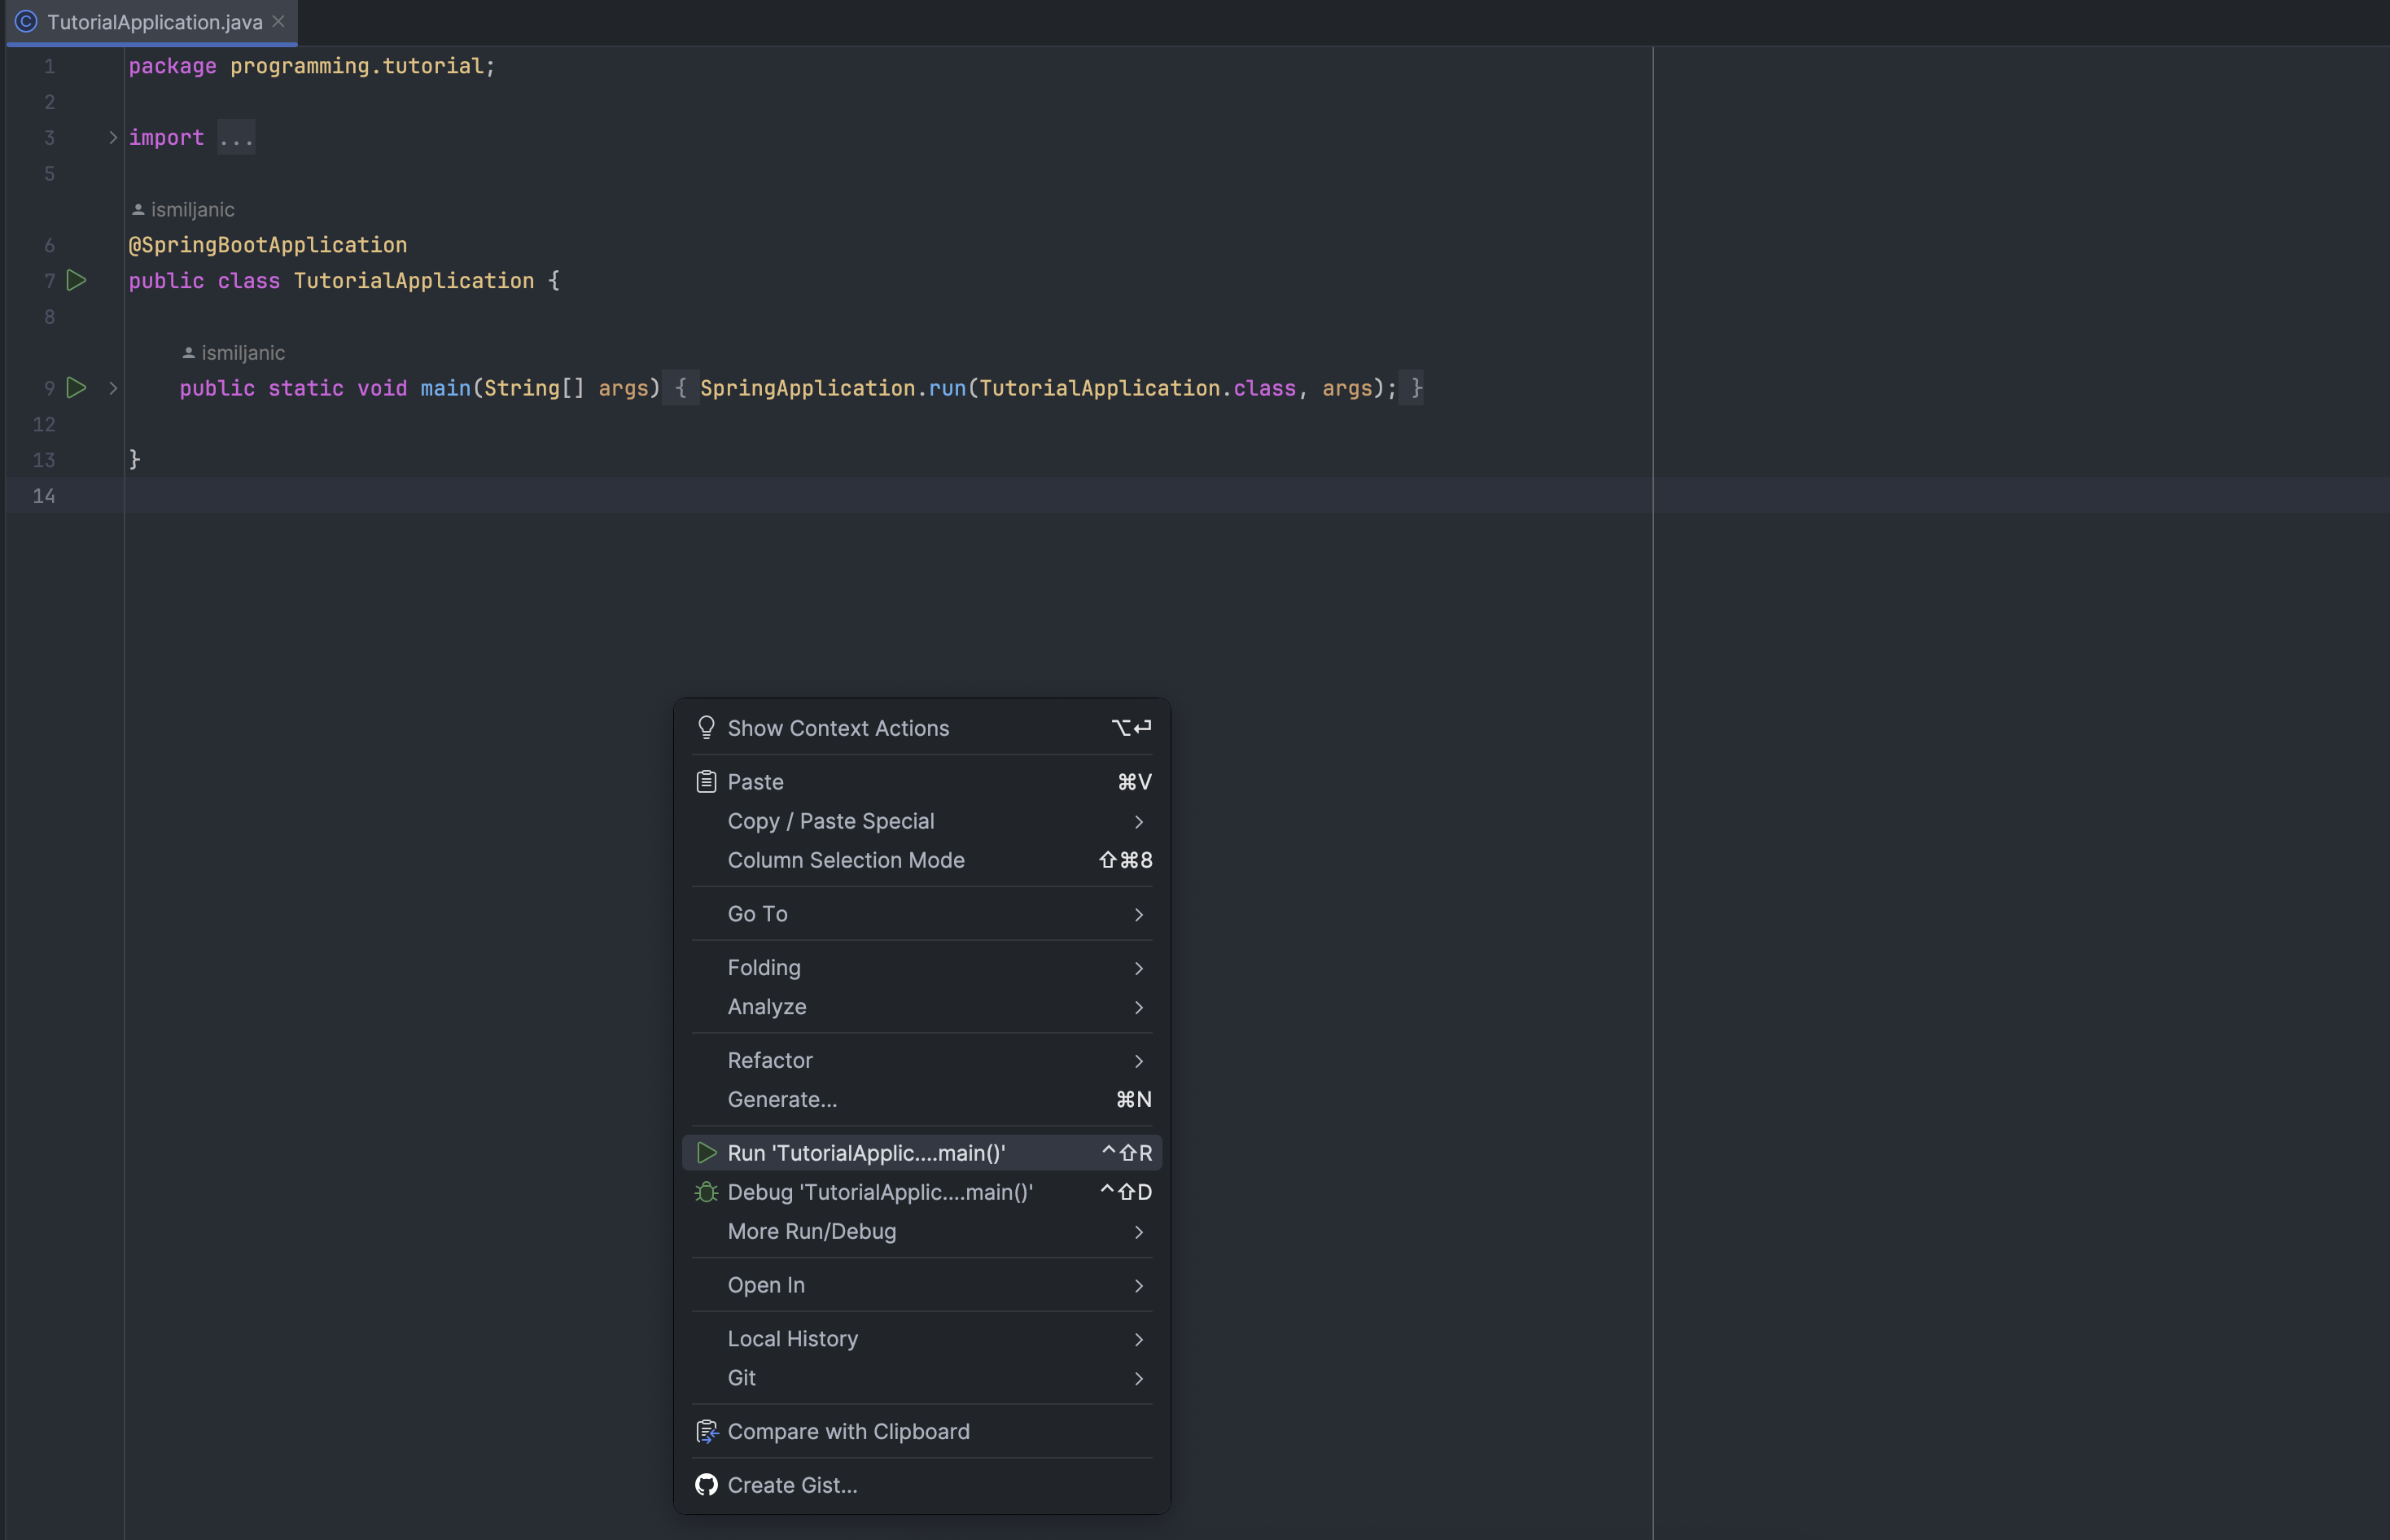 TutorialApplication.java
1 package programming.tutorial;
2
3 import ...
5
ismiljanic
6 @SpringBootApplication
7 public class TutorialApplication {
8
ismiljanic
9 public static void main(String[] args) { SpringApplication.run(TutorialApplication.class, args); }
12
13 }
14
Show Context Actions ⌥↵
Paste ⌘V
Copy / Paste Special
Column Selection Mode ⇧⌘8
Go To
Folding
Analyze
Refactor
Generate... ⌘N
Run 'TutorialApplic....main()' ^⇧R
Debug 'TutorialApplic....main()' ^⇧D
More Run/Debug
Open In
Local History
Git
Compare with Clipboard
Create Gist...